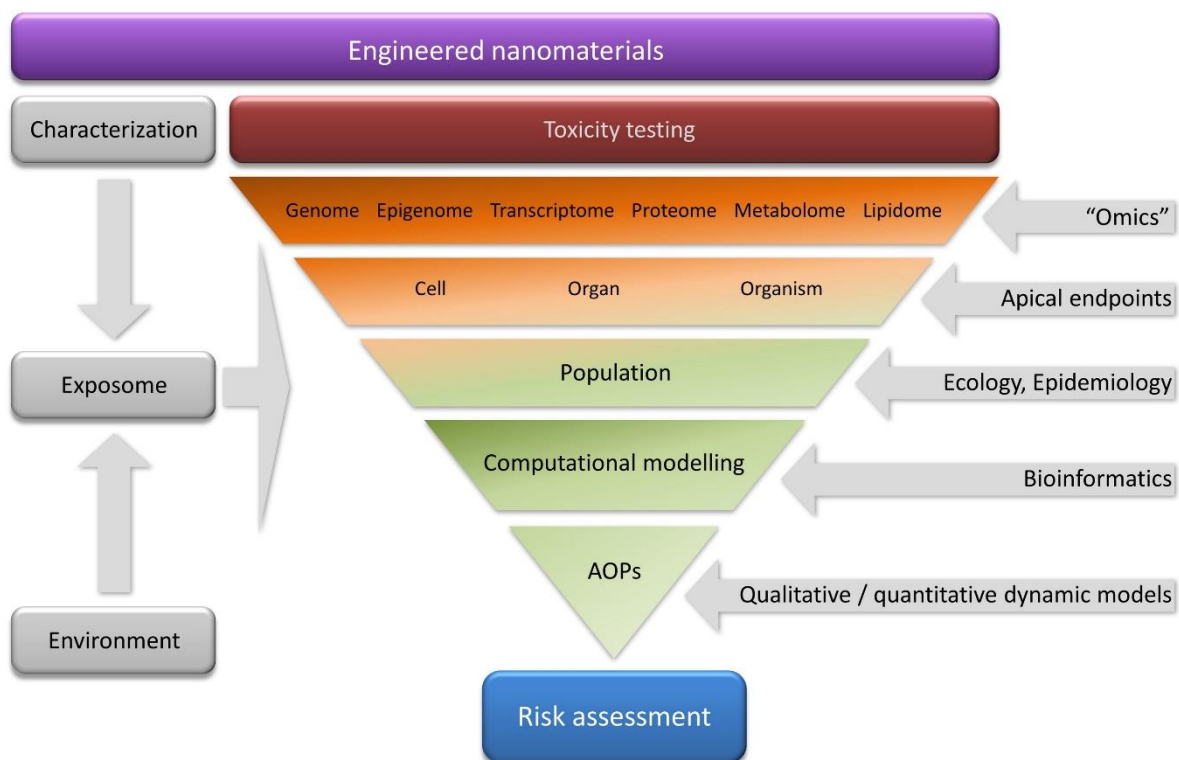 Engineered nanomaterials
Characterization
Toxicity testing
Genome Epigenome Transcriptome Proteome Metabolome Lipidome
“Omics”
Cell Organ Organism
Apical endpoints
Exposome
Population
Ecology, Epidemiology
Computational modelling
Bioinformatics
AOPs
Qualitative / quantitative dynamic models
Environment
Risk assessment